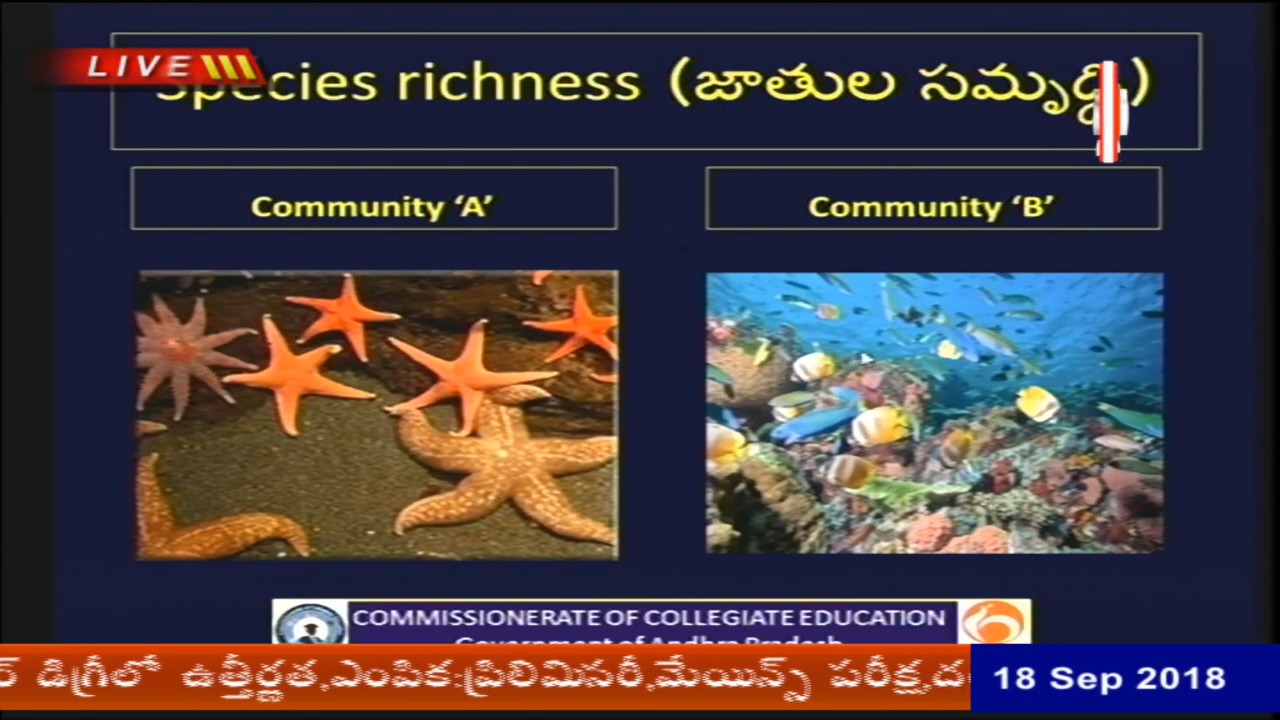 LIVE
Species richness (జాతుల సమృద్ధి)
Community ‘A’
Community ‘B’
COMMISSIONERATE OF COLLEGIATE EDUCATION
Government of Andhra Pradesh
డిగ్రీలో ఉత్తీర్ణత,ఎంపిక:ప్రిలిమినరీ,మేయిన్స్ పరీక్ష,
18 Sep 2018